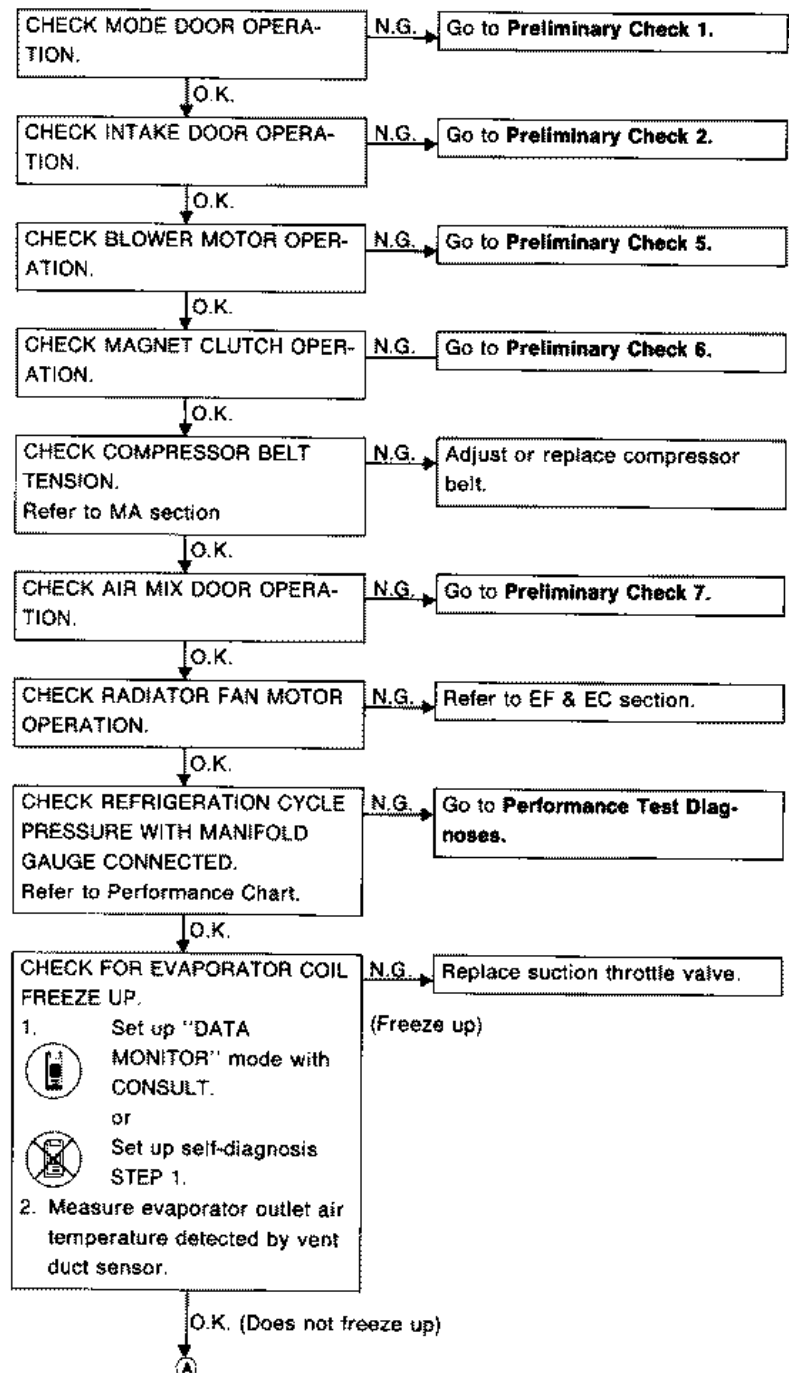 CHECK MODE DOOR OPERA-
TION.
N.G.
Go to Preliminary Check 1.
O.K.
CHECK INTAKE DOOR OPERA-
TION.
N.G.
Go to Preliminary Check 2.
O.K.
CHECK BLOWER MOTOR OPER-
ATION.
N.G.
Go to Preliminary Check 5.
O.K.
CHECK MAGNET CLUTCH OPER-
ATION.
N.G.
Go to Preliminary Check 6.
O.K.
CHECK COMPRESSOR BELT
TENSION.
Refer to MA section
N.G.
Adjust or replace compressor
belt.
O.K.
CHECK AIR MIX DOOR OPERA-
TION.
N.G.
Go to Preliminary Check 7.
O.K.
CHECK RADIATOR FAN MOTOR
OPERATION.
N.G.
Refer to EF & EC section.
O.K.
CHECK REFRIGERATION CYCLE
PRESSURE WITH MANIFOLD
GAUGE CONNECTED.
Refer to Performance Chart.
N.G.
Go to Performance Test Diag-
noses.
O.K.
CHECK FOR EVAPORATOR COIL
FREEZE UP.
1. Set up "DATA
MONITOR" mode with
CONSULT.
or
Set up self-diagnosis
STEP 1.
2. Measure evaporator outlet air
temperature detected by vent
duct sensor.
N.G.
(Freeze up)
Replace suction throttle valve.
O.K. (Does not freeze up)
A